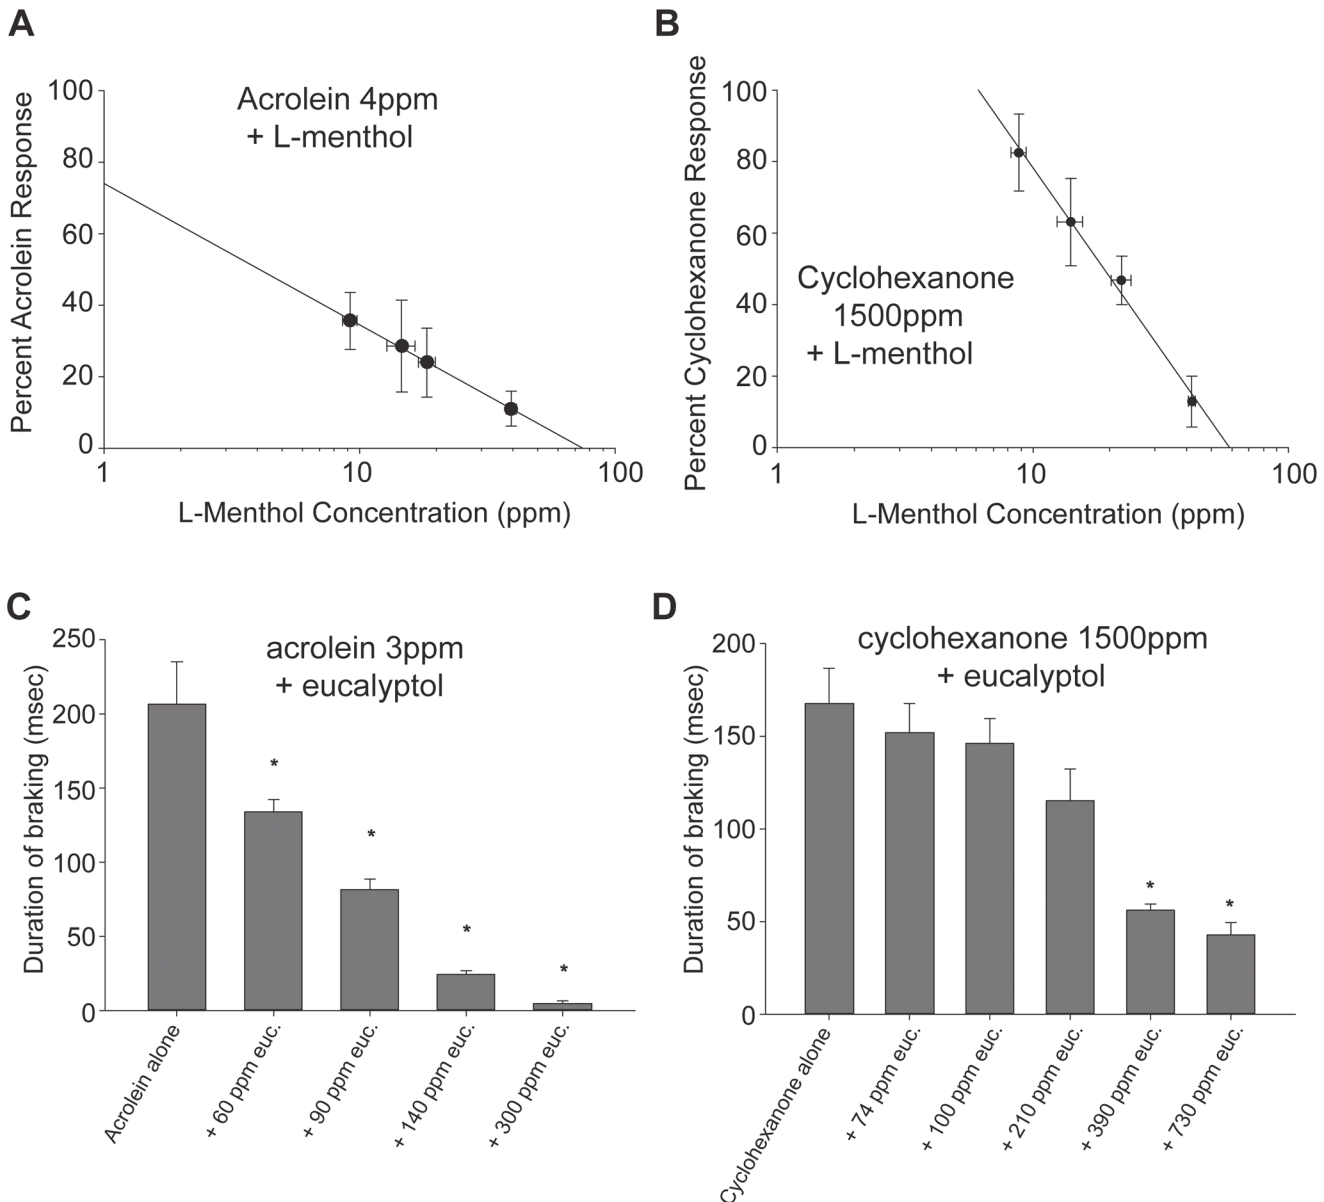 A
Percent Acrolein Response
100
80
60
40
20
0
Acrolein 4ppm
+ L-menthol
1
10
100
L-Menthol Concentration (ppm)
B
Percent Cyclohexanone Response
100
80
60
40
20
0
Cyclohexanone
1500ppm
+ L-menthol
1
10
100
L-Menthol Concentration (ppm)
C
Duration of braking (msec)
250
200
150
100
50
0
acrolein 3ppm
+ eucalyptol
*
*
*
*
Acrolein alone
+ 60 ppm euc.
+ 90 ppm euc.
+ 140 ppm euc.
+ 300 ppm euc.
D
Duration of braking (msec)
200
150
100
50
0
cyclohexanone 1500ppm
+ eucalyptol
*
*
Cyclohexanone alone
+ 74 ppm euc.
+ 100 ppm euc.
+ 210 ppm euc.
+ 390 ppm euc.
+ 730 ppm euc.